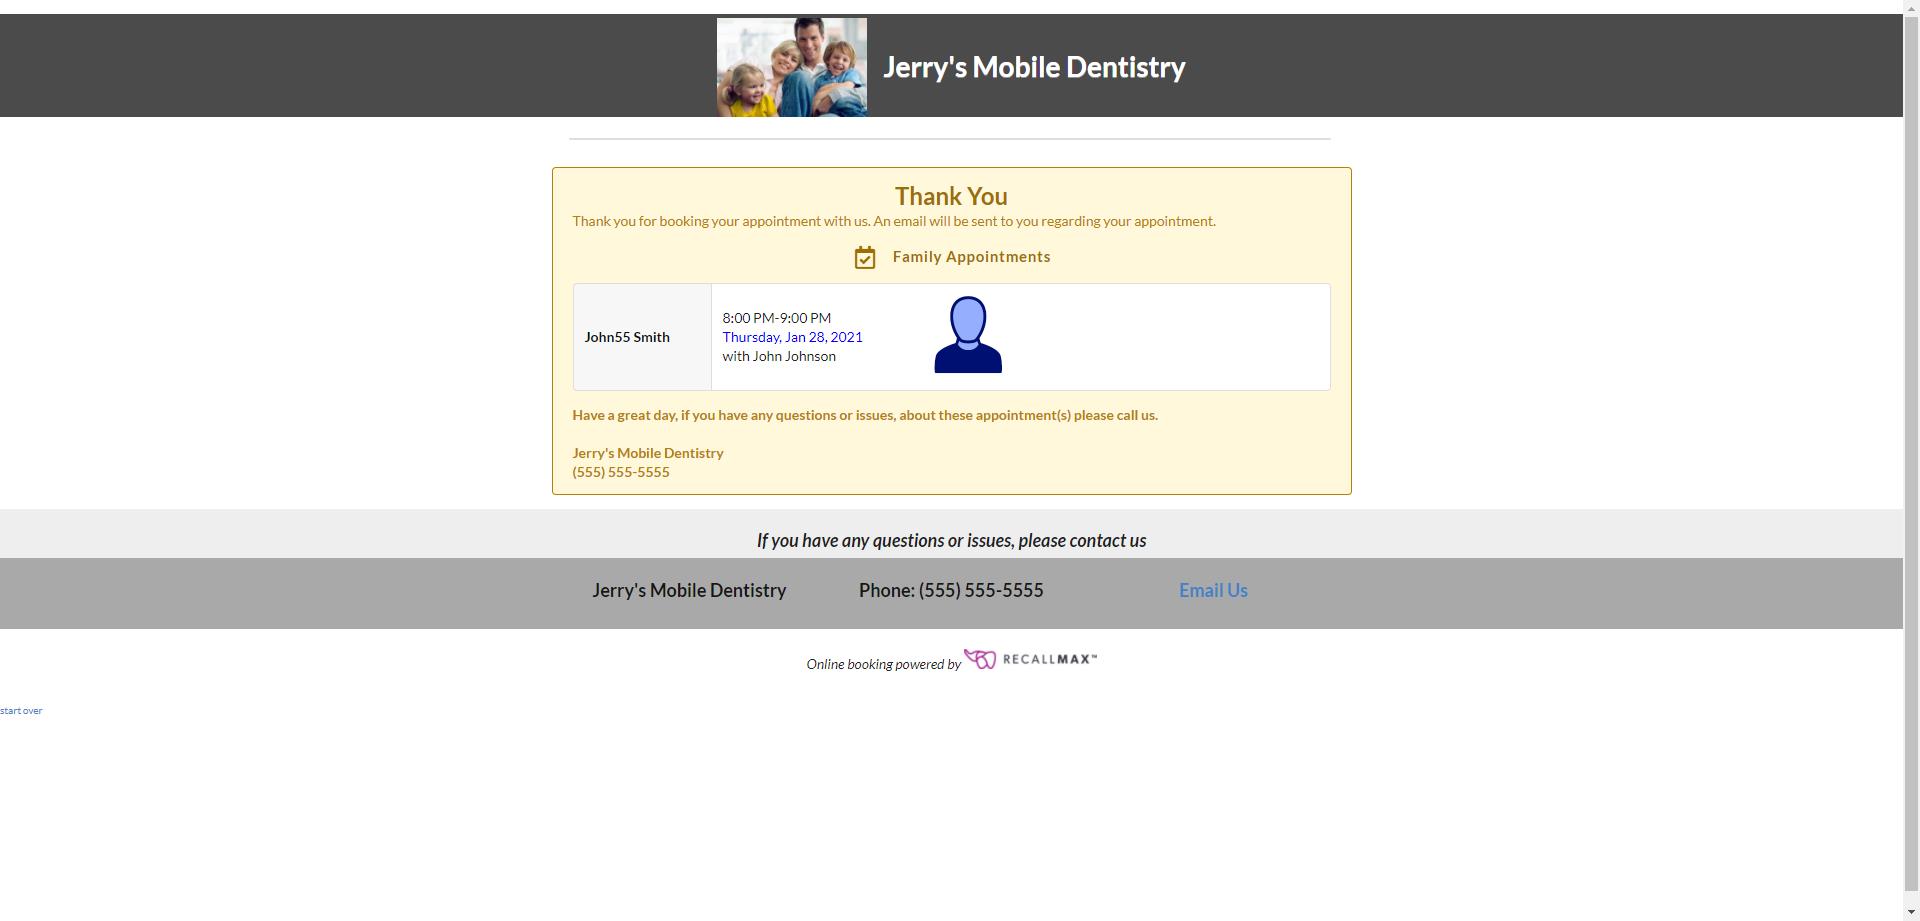 Jerry's Mobile Dentistry
Thank You
Thank you for booking your appointment with us. An email will be sent to you regarding your appointment.
Family Appointments
John55 Smith
8:00 PM-9:00 PM
Thursday, Jan 28, 2021
with John Johnson
Have a great day, if you have any questions or issues, about these appointment(s) please call us.
Jerry's Mobile Dentistry
(555) 555-5555
If you have any questions or issues, please contact us
Jerry's Mobile Dentistry Phone: (555) 555-5555 Email Us
Online booking powered by RECALLMAX™
start over